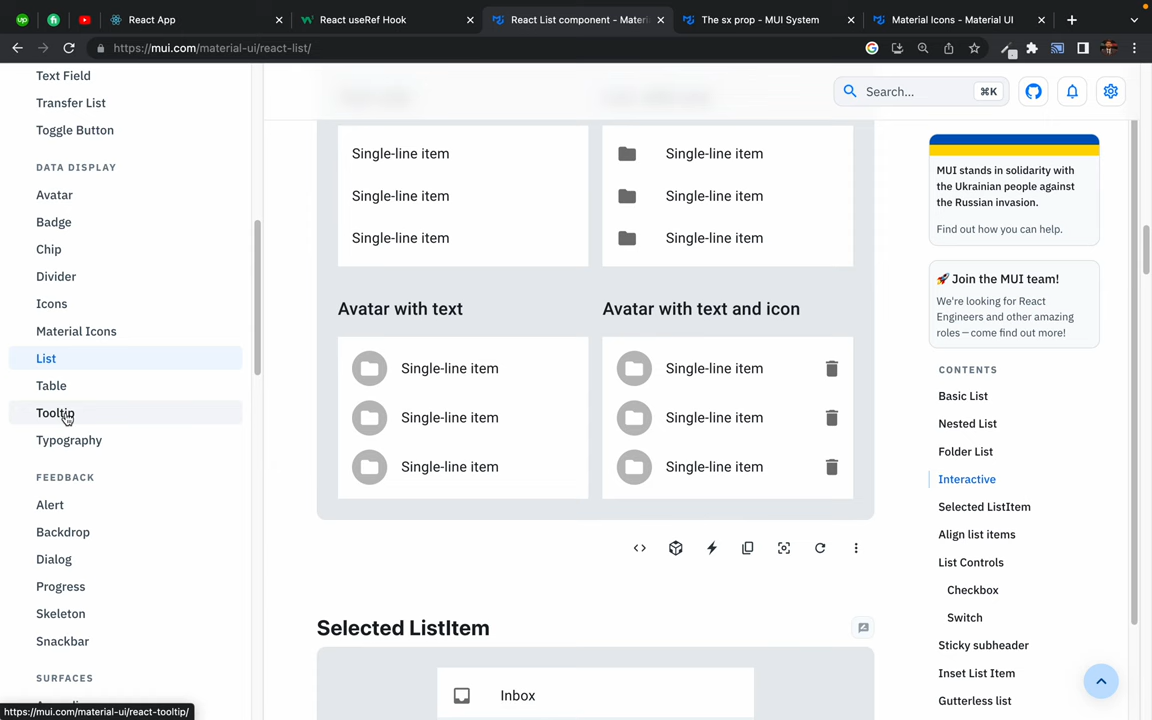 up
fi
React App
React useRef Hook
React List component - Materi
The sx prop - MUI System
Material Icons - Material UI
https://mui.com/material-ui/react-list/
Text Field
Transfer List
Toggle Button
DATA DISPLAY
Avatar
Badge
Chip
Divider
Icons
Material Icons
List
Table
Tooltip
Typography
FEEDBACK
Alert
Backdrop
Dialog
Progress
Skeleton
Snackbar
SURFACES
https://mui.com/material-ui/react-tooltip/
Search...
⌘K
Single-line item
Single-line item
Single-line item
Single-line item
Single-line item
Single-line item
Avatar with text
Avatar with text and icon
Single-line item
Single-line item
Single-line item
Single-line item
Single-line item
Single-line item
Selected ListItem
Inbox
MUI stands in solidarity with
the Ukrainian people against
the Russian invasion.
Find out how you can help.
🚀 Join the MUI team!
We're looking for React
Engineers and other amazing
roles — come find out more!
CONTENTS
Basic List
Nested List
Folder List
Interactive
Selected ListItem
Align list items
List Controls
Checkbox
Switch
Sticky subheader
Inset List Item
Gutterless list